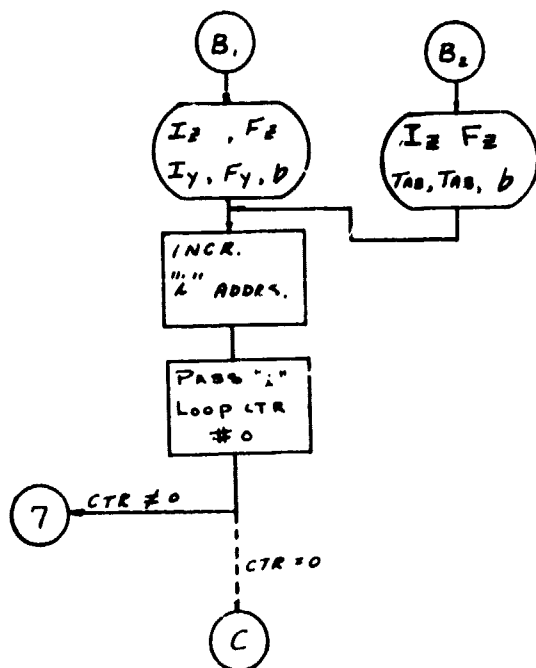 B₁
B₂
Iz , Fz
Iy, Fy, b
Iz Fz
TAB, TAB, b
INCR.
"i" ADDRS.
PASS "i"
LOOP CTR
≠ 0
CTR ≠ 0
7
CTR = 0
C